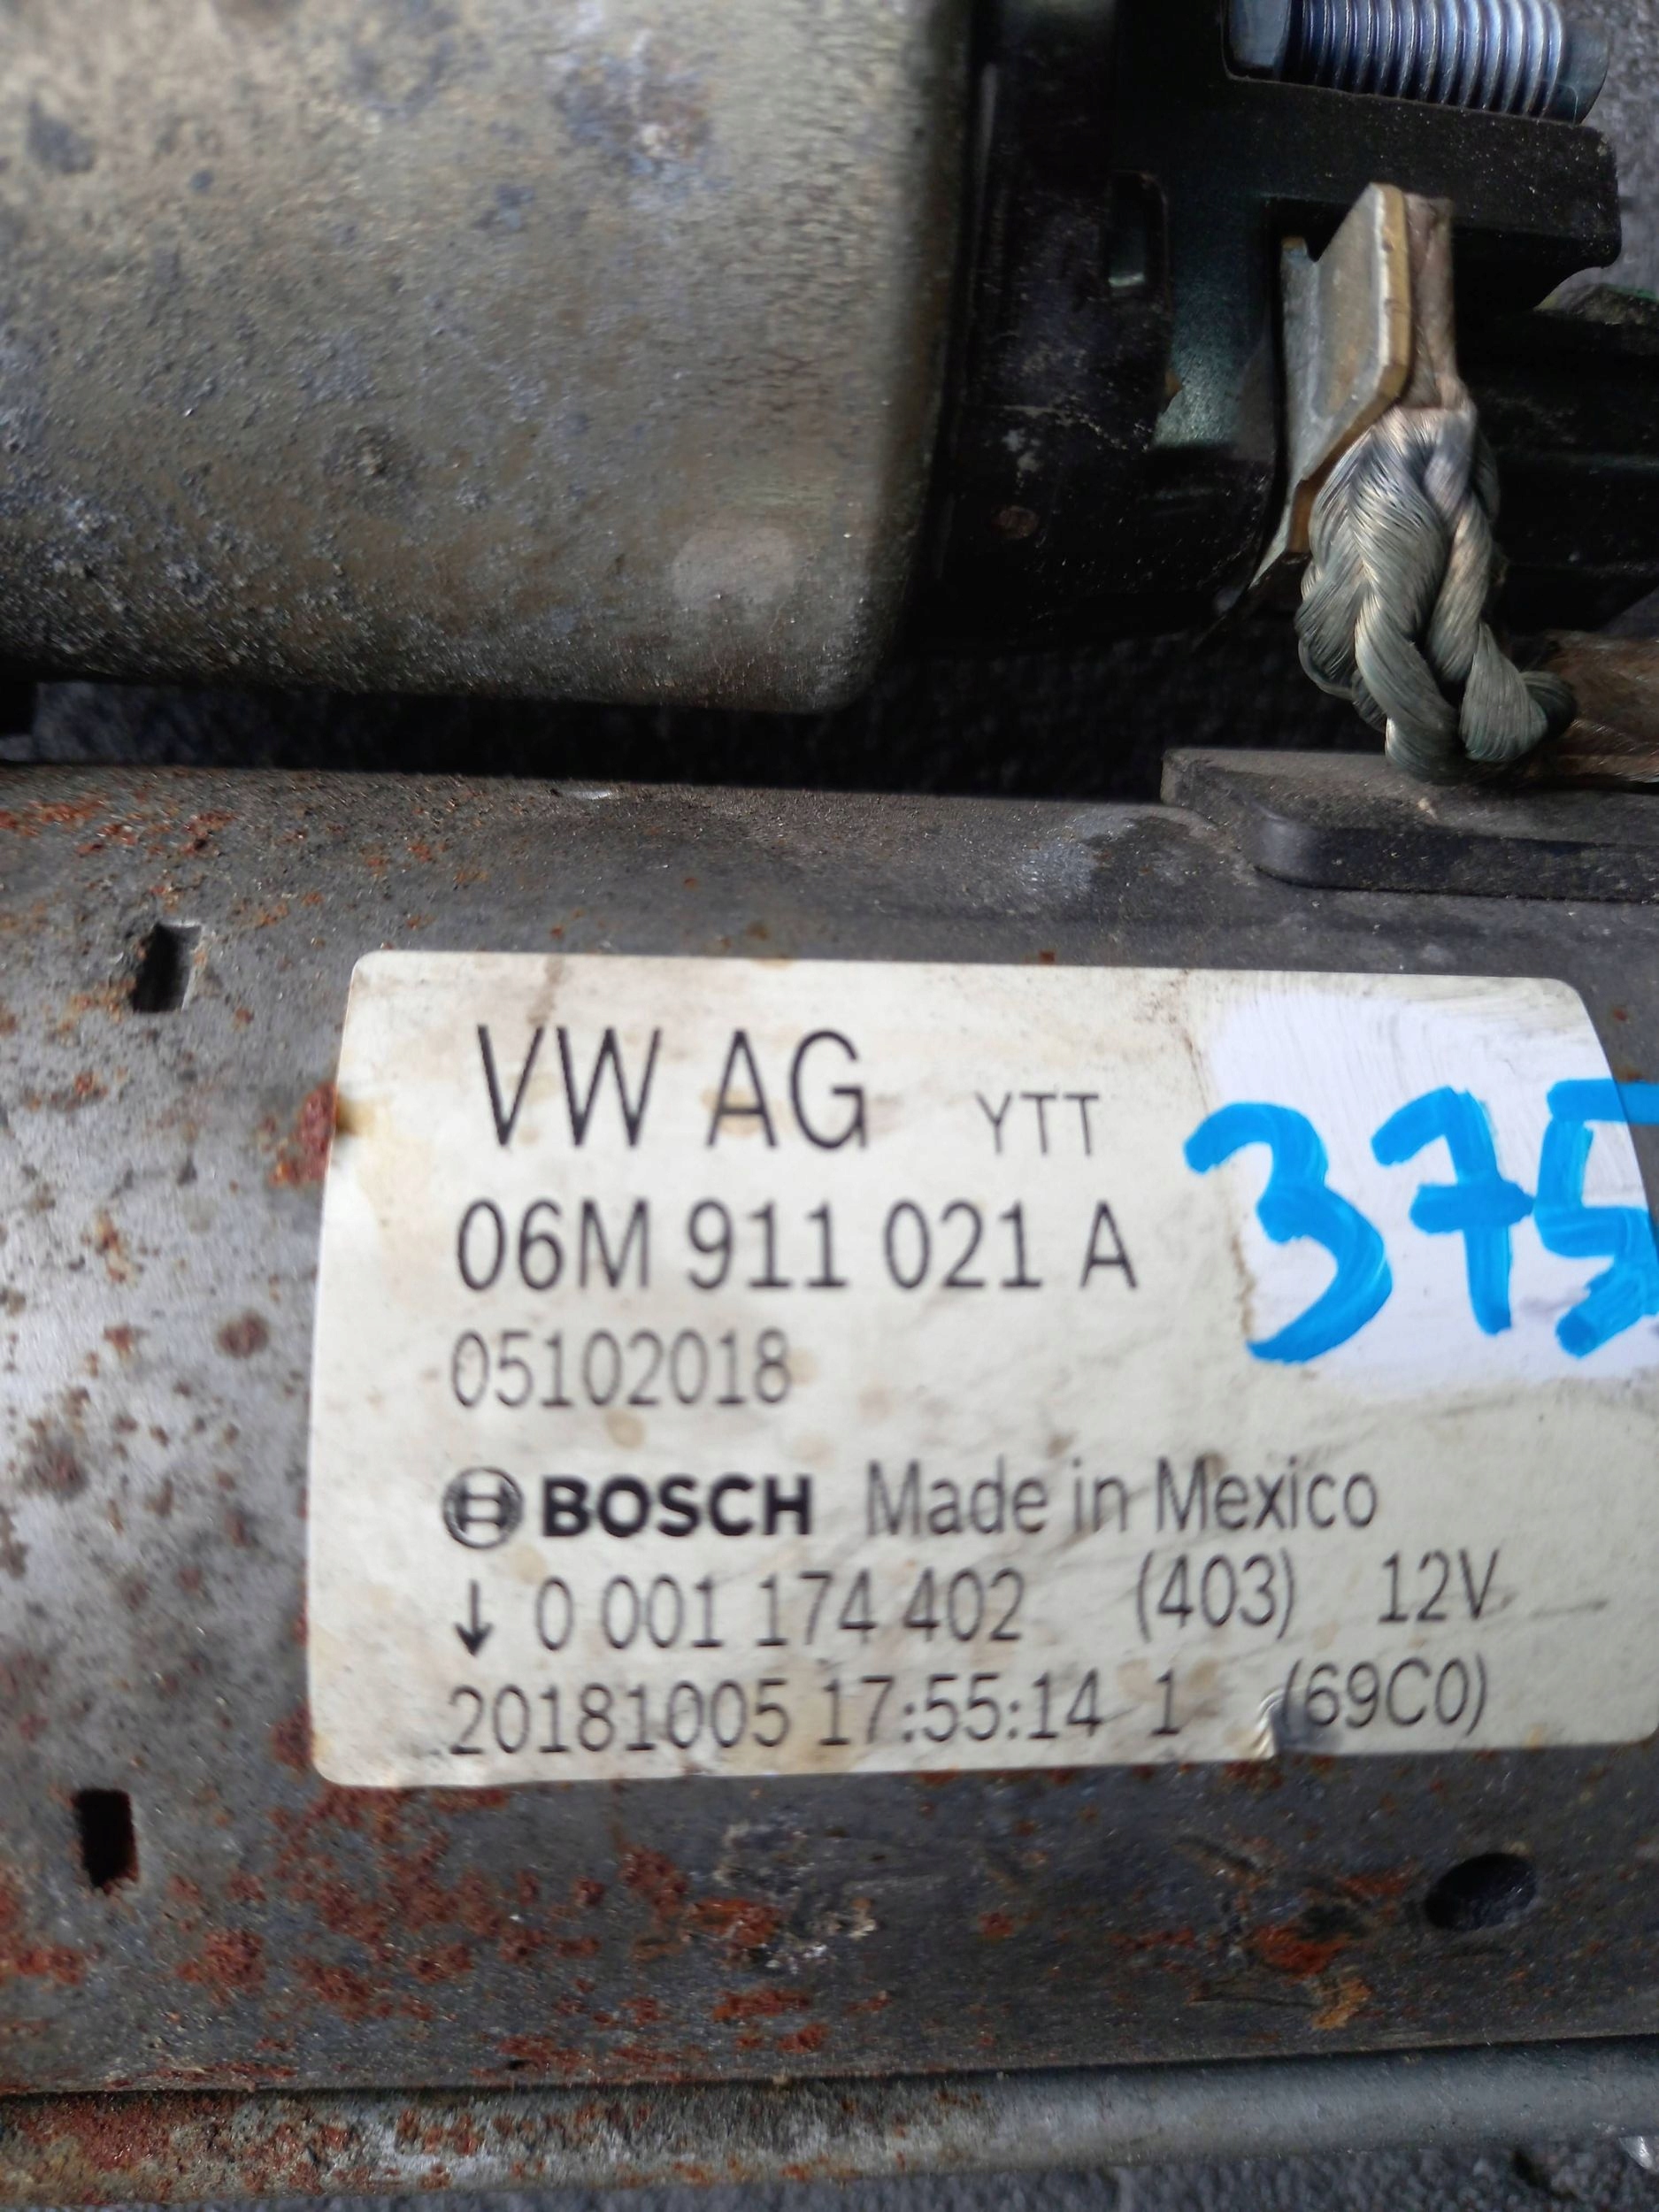 VW AG YTT
375
06M 911 021 A
05102018
BOSCH Made in Mexico
↓ 0 001 174 402 (403) 12V
20181005 17:55:14 1 (69C0)